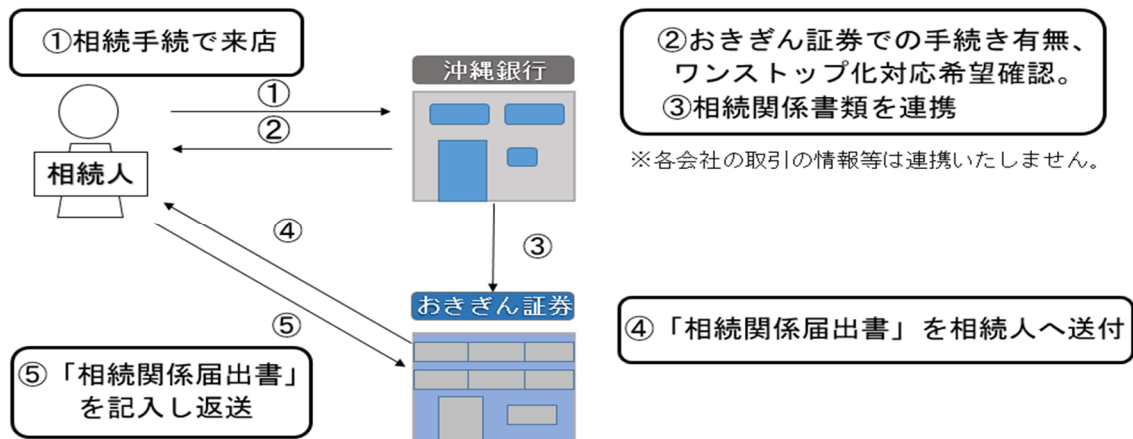 ①相続手続で来店
沖縄銀行
①
②
相続人
②おきぎん証券での手続き有無、
ワンストップ化対応希望確認。
③相続関係書類を連携
※各会社の取引の情報等は連携いたしません。
③
④
⑤
おきぎん証券
④「相続関係届出書」を相続人へ送付
⑤「相続関係届出書」
を記入し返送